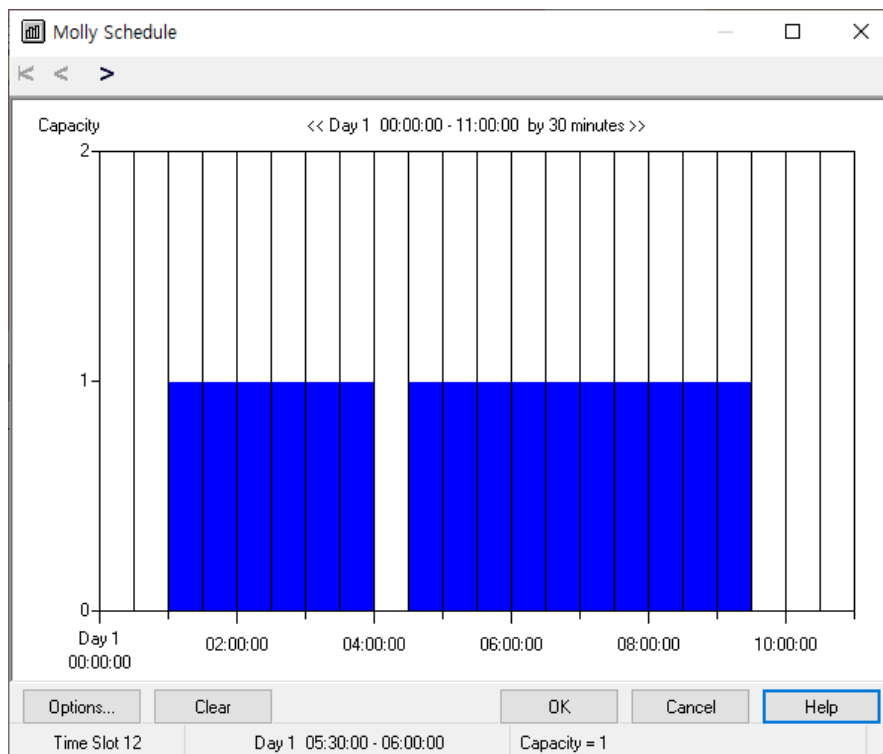 Molly Schedule
Capacity
<< Day 1 00:00:00 - 11:00:00 by 30 minutes >>
2
1
0
Day 1
00:00:00
02:00:00
04:00:00
06:00:00
08:00:00
10:00:00
Options...
Clear
OK
Cancel
Help
Time Slot 12
Day 1 05:30:00 - 06:00:00
Capacity = 1